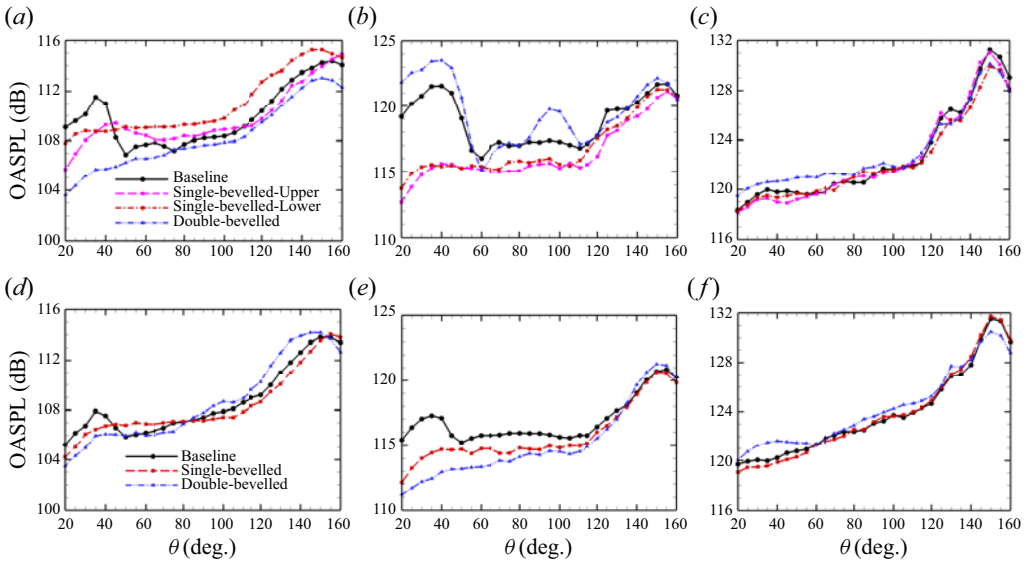 (a)
(b)
(c)
116
112
108
104
100
OASPL (dB)
Baseline
Single-bevelled-Upper
Single-bevelled-Lower
Double-bevelled
20 40 60 80 100 120 140 160
125
120
115
110
20 40 60 80 100 120 140 160
132
128
124
120
116
20 40 60 80 100 120 140 160
(d)
(e)
(f)
116
112
108
104
100
OASPL (dB)
Baseline
Single-bevelled
Double-bevelled
20 40 60 80 100 120 140 160
θ (deg.)
125
120
115
110
20 40 60 80 100 120 140 160
θ (deg.)
132
128
124
120
116
20 40 60 80 100 120 140 160
θ (deg.)